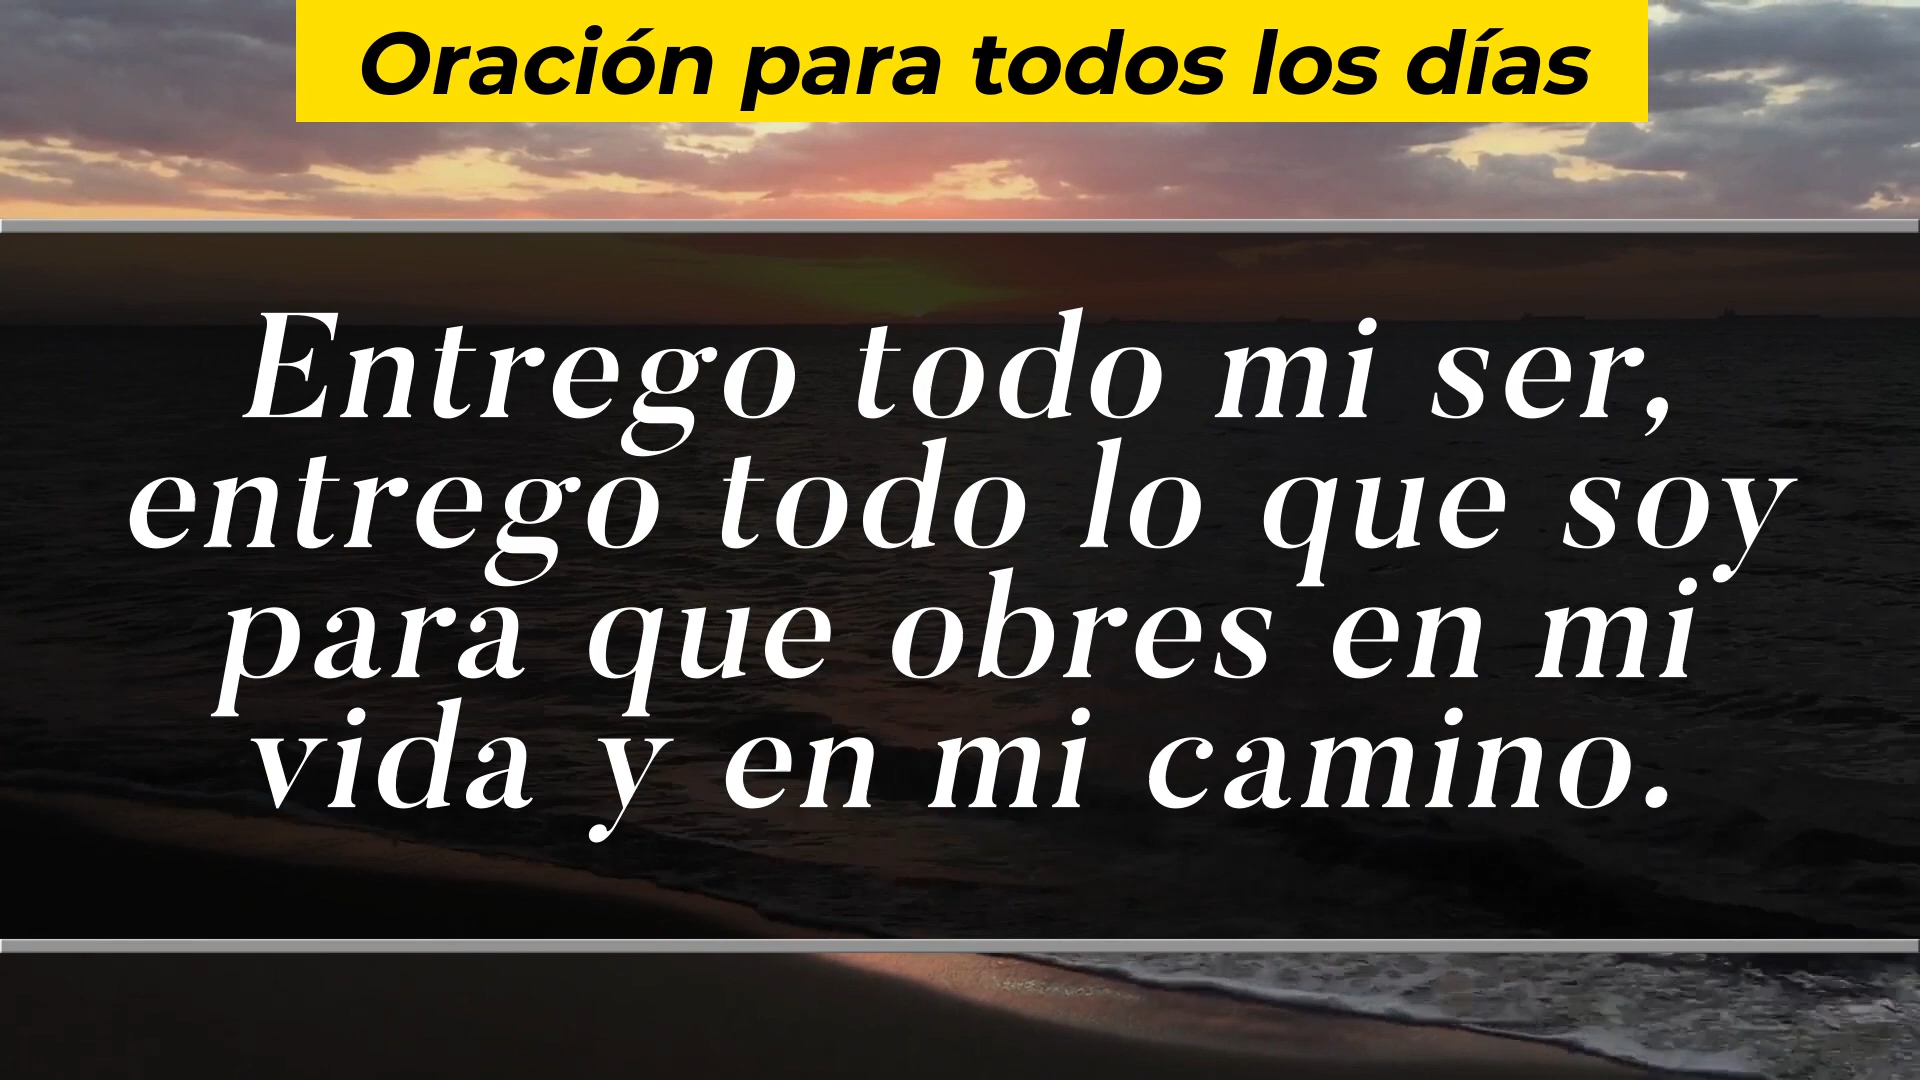 Oración para todos los días
Entrego todo mi ser,
entrego todo lo que soy
para que obres en mi
vida y en mi camino.